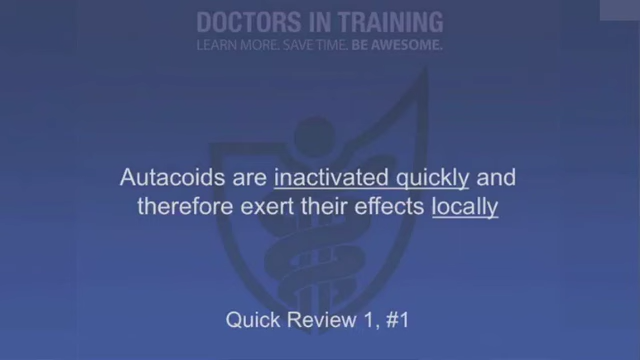 DOCTORS IN TRAINING
LEARN MORE. SAVE TIME. BE AWESOME.
Autacoids are inactivated quickly and
therefore exert their effects locally
Quick Review 1, #1